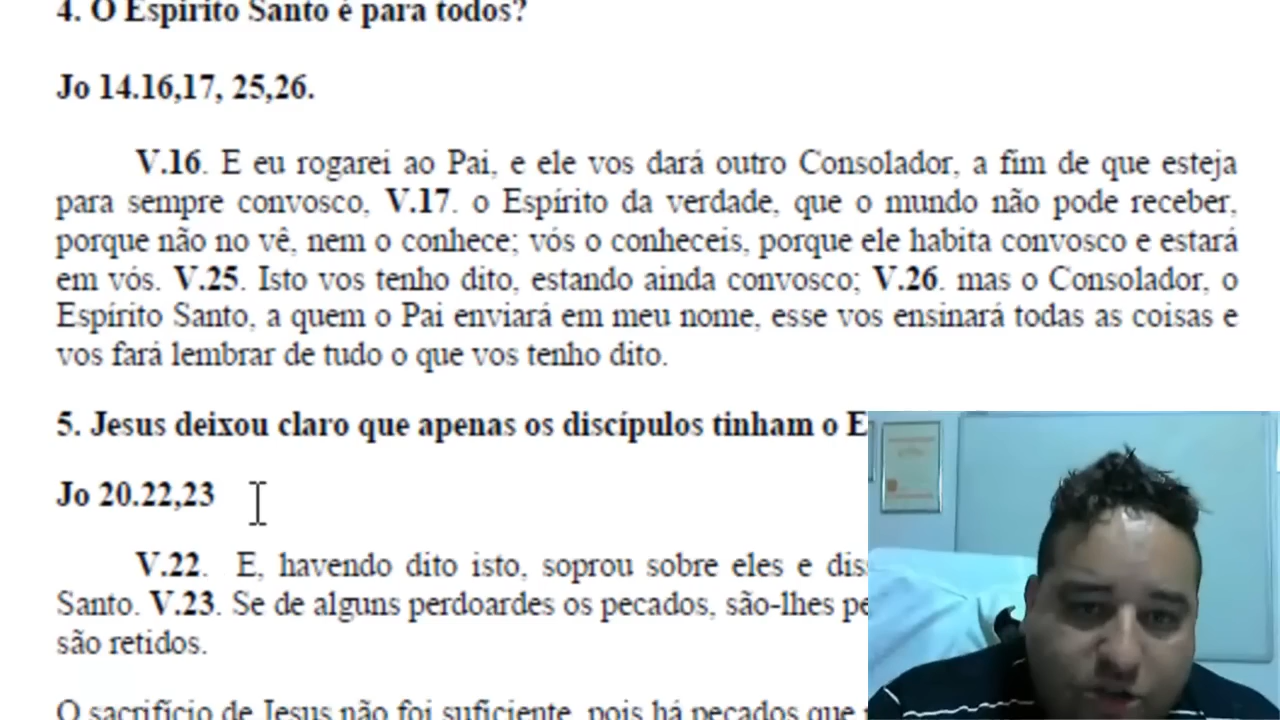 4. O Espírito Santo é para todos?
Jo 14.16,17, 25,26.
V.16. E eu rogarei ao Pai, e ele vos dará outro Consolador, a fim de que esteja
para sempre convosco, V.17. o Espírito da verdade, que o mundo não pode receber,
porque não no vê, nem o conhece; vós o conheceis, porque ele habita convosco e estará
em vós. V.25. Isto vos tenho dito, estando ainda convosco; V.26. mas o Consolador, o
Espírito Santo, a quem o Pai enviará em meu nome, esse vos ensinará todas as coisas e
vos fará lembrar de tudo o que vos tenho dito.
5. Jesus deixou claro que apenas os discípulos tinham o E
Jo 20.22,23
V.22. E, havendo dito isto, soprou sobre eles e dis
Santo. V.23. Se de alguns perdoardes os pecados, são-lhes pe
são retidos.
O sacrifício de Jesus não foi suficiente, pois há pecados que